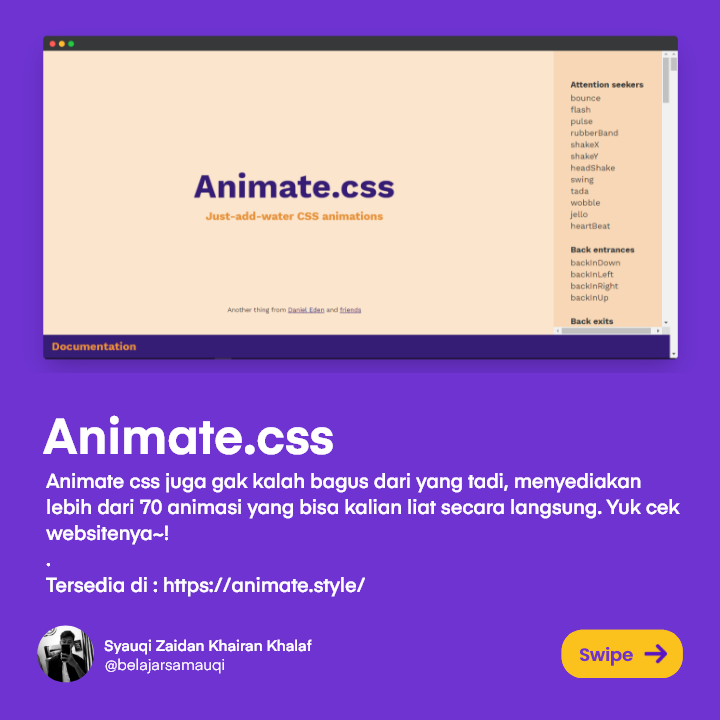 Animate.css
Just-add-water CSS animations
Another thing from Daniel Eden and friends
Attention seekers
bounce
flash
pulse
rubberBand
shakeX
shakeY
headShake
swing
tada
wobble
jello
heartBeat
Back entrances
backInDown
backInLeft
backInRight
backInUp
Back exits
Documentation
Animate.css
Animate css juga gak kalah bagus dari yang tadi, menyediakan
lebih dari 70 animasi yang bisa kalian liat secara langsung. Yuk cek
websitenya~!
.
Tersedia di : https://animate.style/
Syauqi Zaidan Khairan Khalaf
@belajarsamauqi
Swipe →